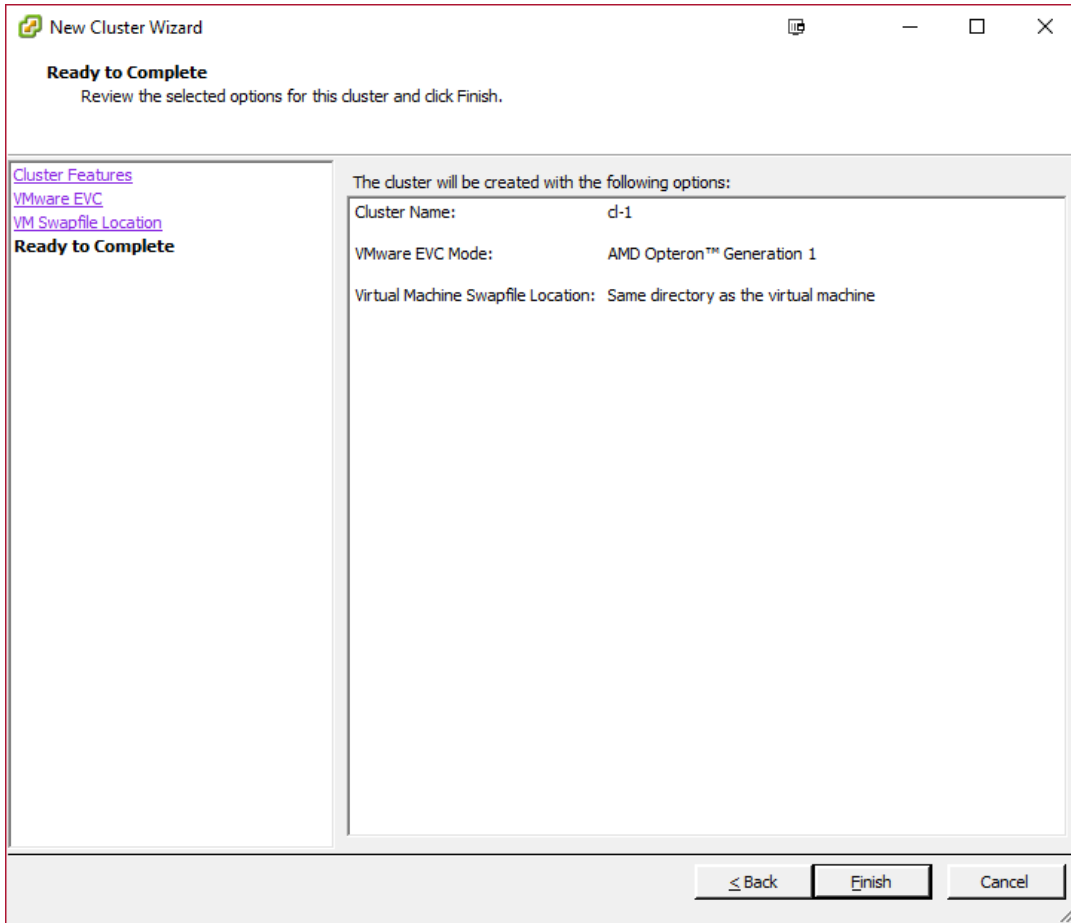 New Cluster Wizard
Ready to Complete
Review the selected options for this cluster and click Finish.
Cluster Features
VMware EVC
VM Swapfile Location
Ready to Complete
The cluster will be created with the following options:
Cluster Name: cl-1
VMware EVC Mode: AMD Opteron™ Generation 1
Virtual Machine Swapfile Location: Same directory as the virtual machine
< Back Finish Cancel